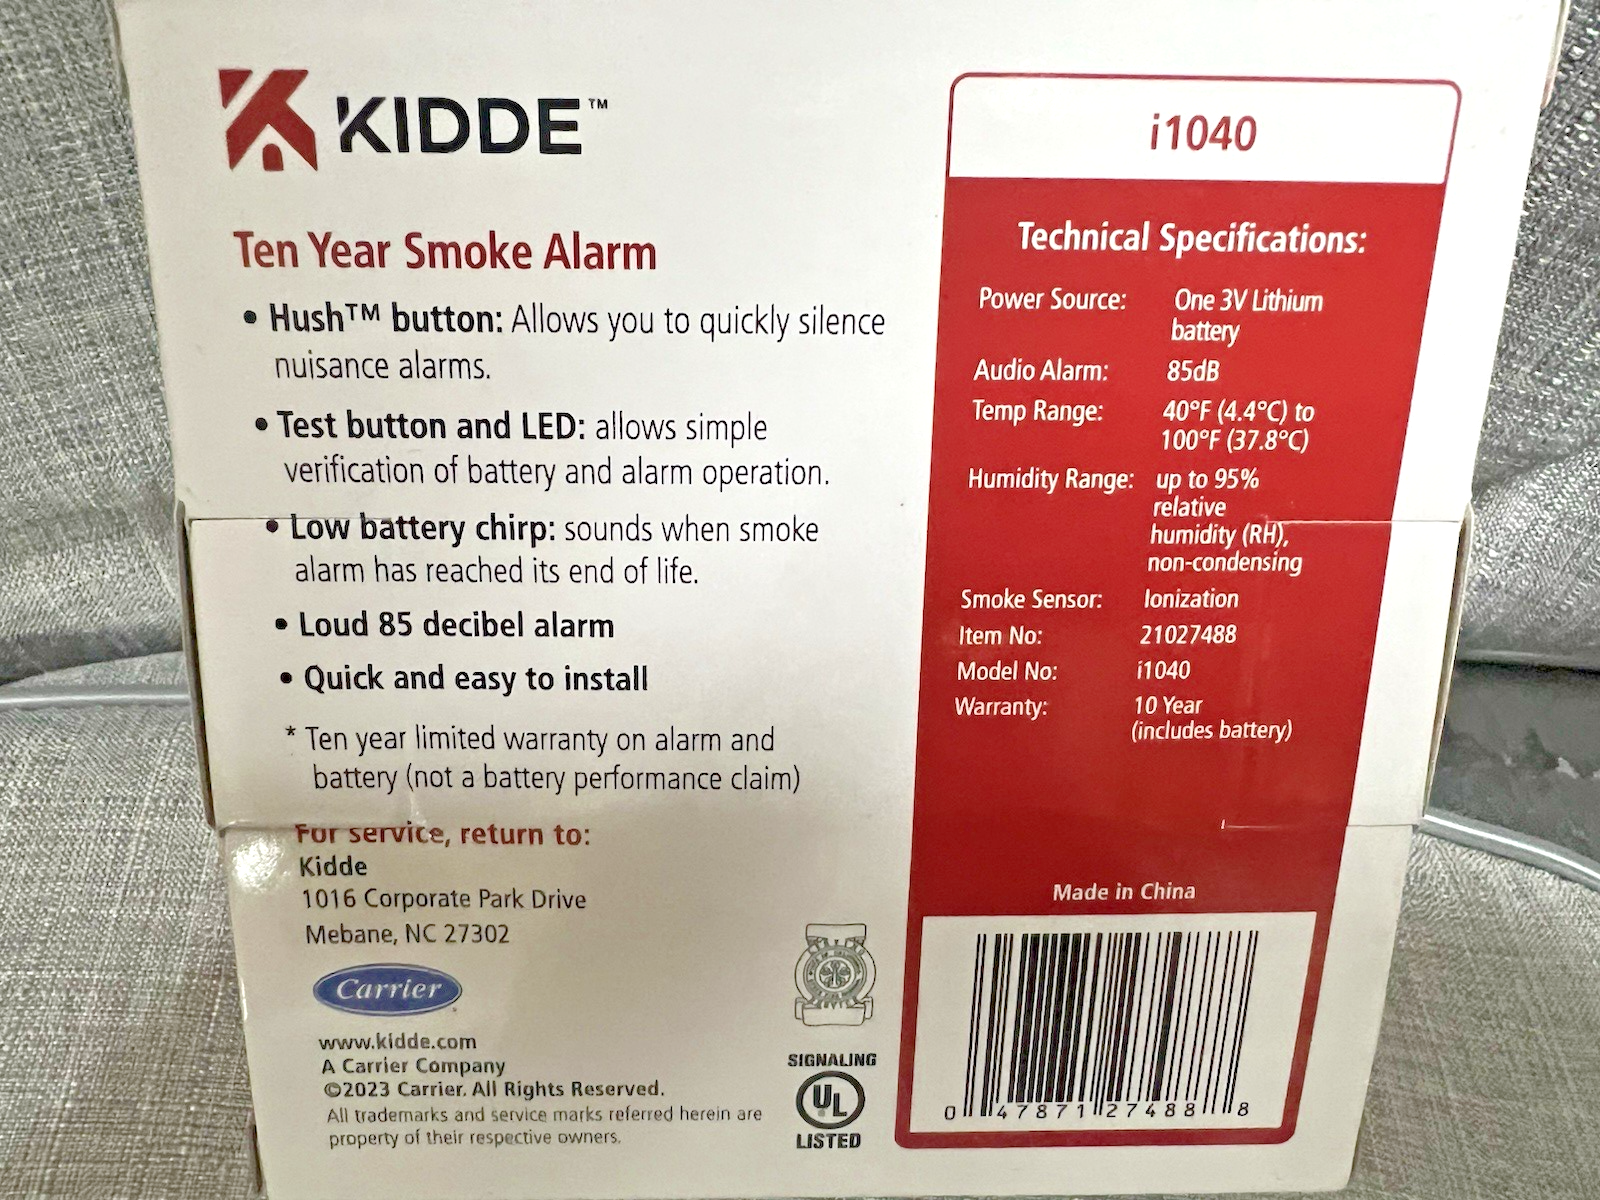 KIDDE™
Ten Year Smoke Alarm
• Hush™ button: Allows you to quickly silence
nuisance alarms.
• Test button and LED: allows simple
verification of battery and alarm operation.
• Low battery chirp: sounds when smoke
alarm has reached its end of life.
• Loud 85 decibel alarm
• Quick and easy to install
* Ten year limited warranty on alarm and
battery (not a battery performance claim)
For service, return to:
Kidde
1016 Corporate Park Drive
Mebane, NC 27302
Carrier
www.kidde.com
A Carrier Company
©2023 Carrier. All Rights Reserved.
All trademarks and service marks referred herein are
property of their respective owners.
SIGNALING
UL
LISTED
i1040
Technical Specifications:
Power Source: One 3V Lithium
battery
Audio Alarm: 85dB
Temp Range: 40°F (4.4°C) to
100°F (37.8°C)
Humidity Range: up to 95%
relative
humidity (RH),
non-condensing
Smoke Sensor: Ionization
Item No: 21027488
Model No: i1040
Warranty: 10 Year
(includes battery)
Made in China
0 47871 27488 8